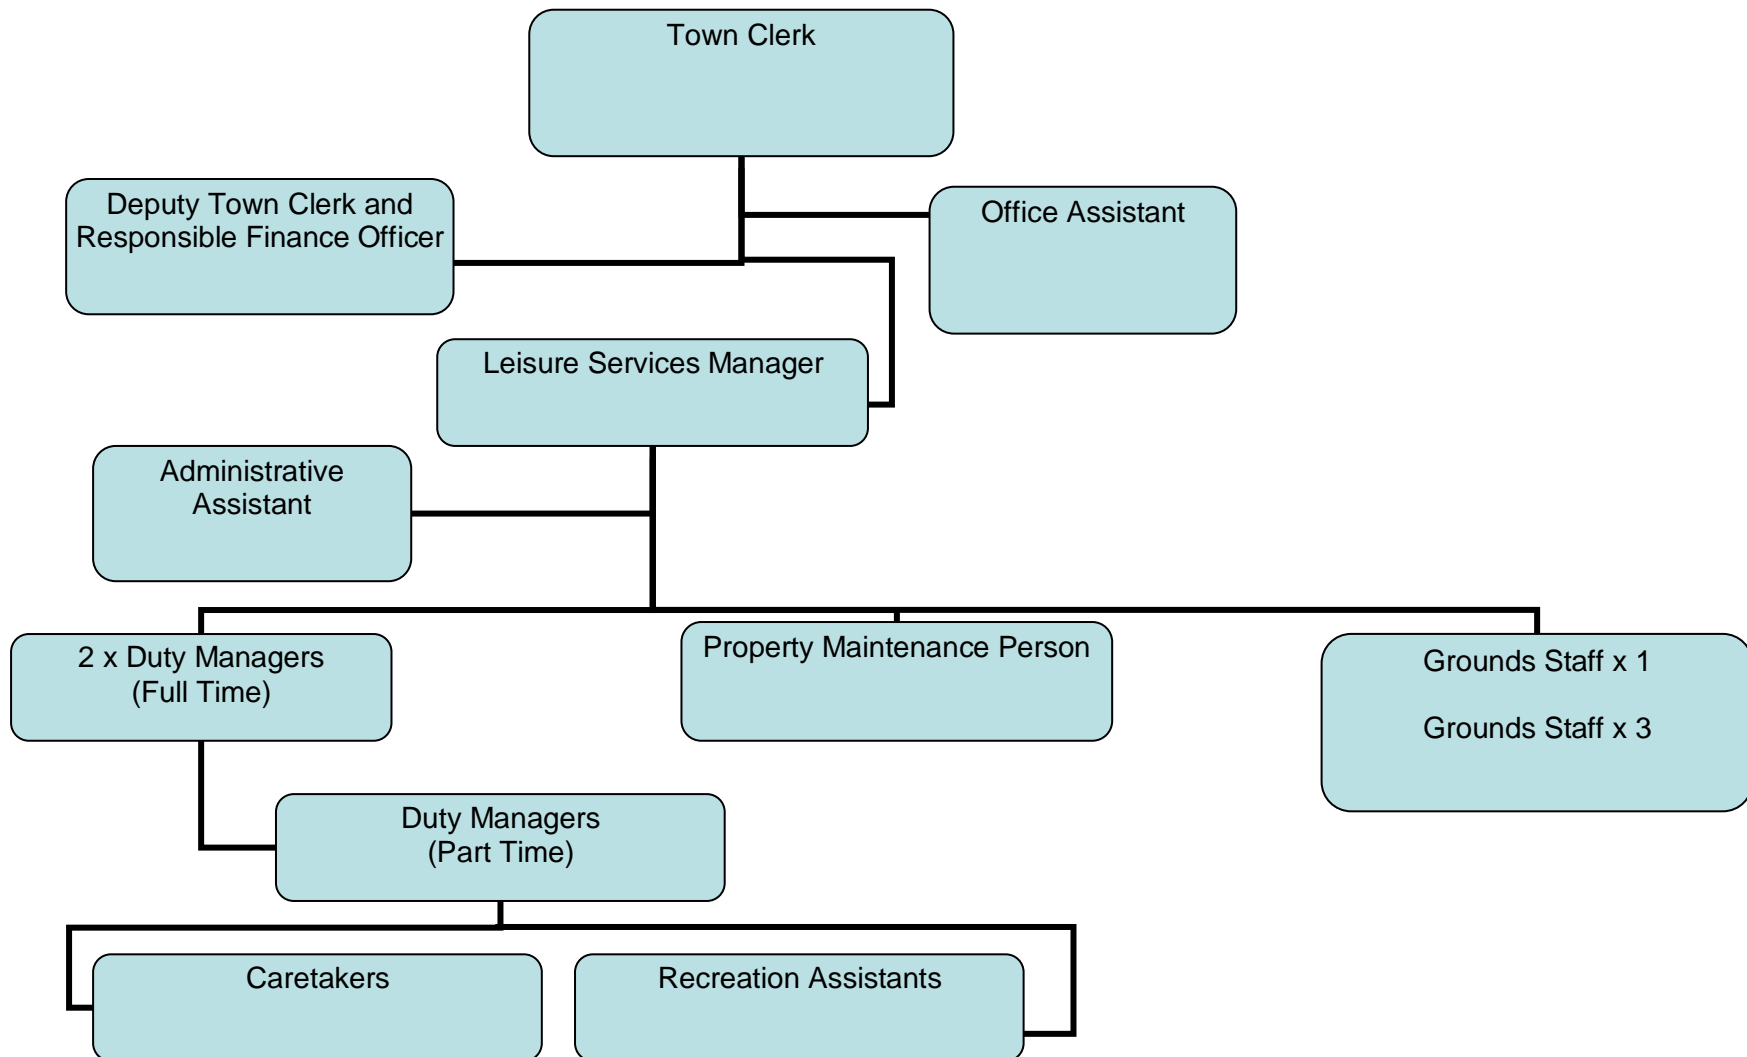 Town Clerk
Deputy Town Clerk and
Responsible Finance Officer
Office Assistant
Leisure Services Manager
Administrative
Assistant
2 x Duty Managers
(Full Time)
Property Maintenance Person
Grounds Staff x 1
Grounds Staff x 3
Duty Managers
(Part Time)
Caretakers
Recreation Assistants